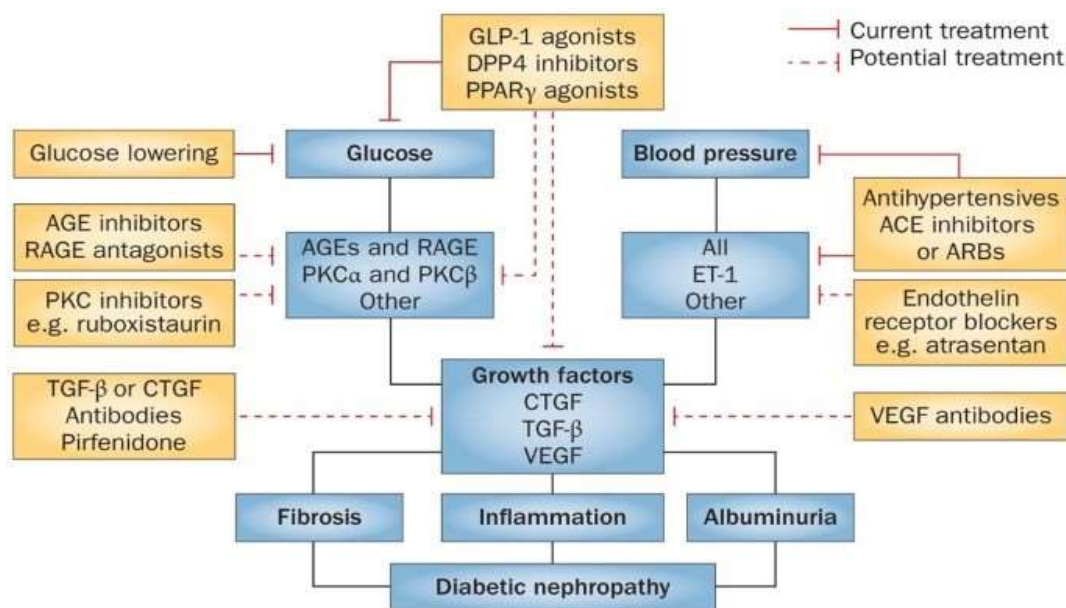 GLP-1 agonists
DPP4 inhibitors
PPARγ agonists
Current treatment
Potential treatment
Glucose lowering
Glucose
Blood pressure
AGE inhibitors
RAGE antagonists
AGEs and RAGE
PKCα and PKCβ
Other
All
ET-1
Other
Antihypertensives
ACE inhibitors
or ARBs
PKC inhibitors
e.g. ruboxistaurin
Endothelin
receptor blockers
e.g. atrasentan
TGF-β or CTGF
Antibodies
Pirfenidone
Growth factors
CTGF
TGF-β
VEGF
VEGF antibodies
Fibrosis
Inflammation
Albuminuria
Diabetic nephropathy